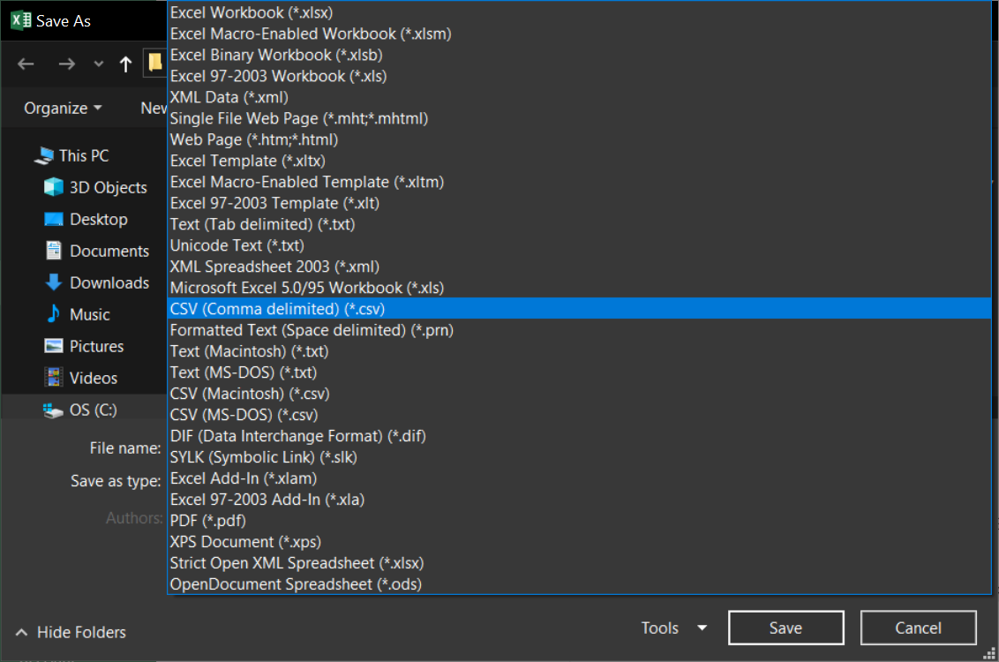 Save As
Organize
New
This PC
3D Objects
Desktop
Documents
Downloads
Music
Pictures
Videos
OS (C:)
File name:
Save as type:
Excel Workbook (*.xlsx)
Excel Macro-Enabled Workbook (*.xlsm)
Excel Binary Workbook (*.xlsb)
Excel 97-2003 Workbook (*.xls)
XML Data (*.xml)
Single File Web Page (*.mht;*.mhtml)
Web Page (*.htm;*.html)
Excel Template (*.xltx)
Excel Macro-Enabled Template (*.xltm)
Excel 97-2003 Template (*.xlt)
Text (Tab delimited) (*.txt)
Unicode Text (*.txt)
XML Spreadsheet 2003 (*.xml)
Microsoft Excel 5.0/95 Workbook (*.xls)
CSV (Comma delimited) (*.csv)
Formatted Text (Space delimited) (*.prn)
Text (Macintosh) (*.txt)
Text (MS-DOS) (*.txt)
CSV (Macintosh) (*.csv)
CSV (MS-DOS) (*.csv)
DIF (Data Interchange Format) (*.dif)
SYLK (Symbolic Link) (*.slk)
Excel Add-In (*.xlam)
Excel 97-2003 Add-In (*.xla)
PDF (*.pdf)
XPS Document (*.xps)
Strict Open XML Spreadsheet (*.xlsx)
OpenDocument Spreadsheet (*.ods)
Authors:
Hide Folders
Tools
Save
Cancel